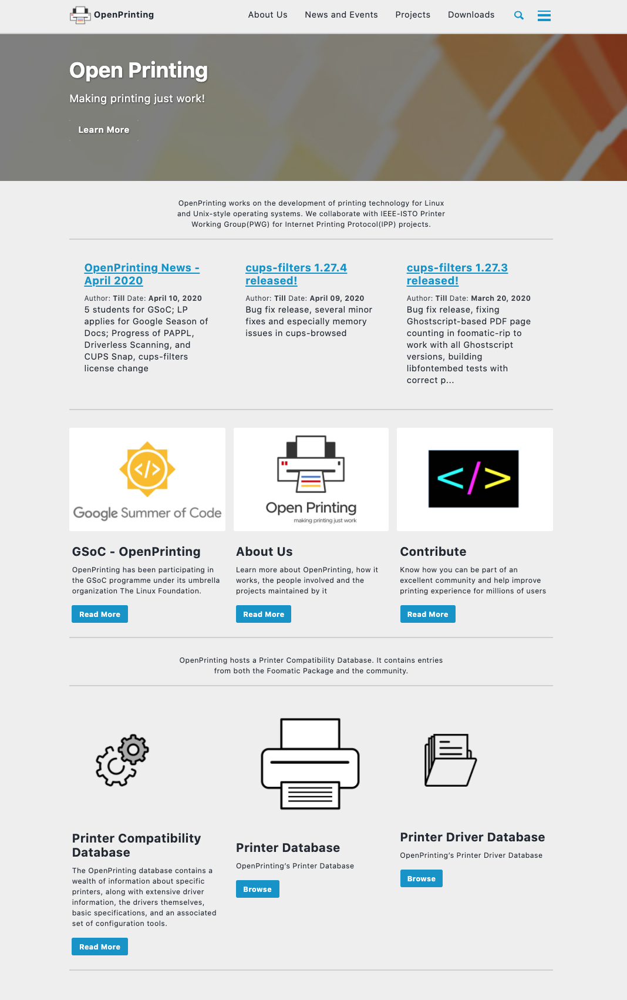 OpenPrinting
About Us
News and Events
Projects
Downloads
Open Printing
Making printing just work!
Learn More
OpenPrinting works on the development of printing technology for Linux
and Unix-style operating systems. We collaborate with IEEE-ISTO Printer
Working Group(PWG) for Internet Printing Protocol(IPP) projects.
OpenPrinting News -
April 2020
Author: Till Date: April 10, 2020
5 students for GSoC; LP
applies for Google Season of
Docs; Progress of PAPPL,
Driverless Scanning, and
CUPS Snap, cups-filters
license change
cups-filters 1.27.4
released!
Author: Till Date: April 09, 2020
Bug fix release, several minor
fixes and especially memory
issues in cups-browsed
cups-filters 1.27.3
released!
Author: Till Date: March 20, 2020
Bug fix release, fixing
Ghostscript-based PDF page
counting in foomatic-rip to
work with all Ghostscript
versions, building
libfontembed tests with
correct p...
</>
Google Summer of Code
GSoC - OpenPrinting
OpenPrinting has been participating in
the GSoC programme under its umbrella
organization The Linux Foundation.
Read More
Open Printing
making printing just work
About Us
Learn more about OpenPrinting, how it
works, the people involved and the
projects maintained by it
Read More
</>
Contribute
Know how you can be part of an
excellent community and help improve
printing experience for millions of users
Read More
OpenPrinting hosts a Printer Compatibility Database. It contains entries
from both the Foomatic Package and the community.
Printer Compatibility
Database
The OpenPrinting database contains a
wealth of information about specific
printers, along with extensive driver
information, the drivers themselves,
basic specifications, and an associated
set of configuration tools.
Read More
Printer Database
OpenPrinting’s Printer Database
Browse
Printer Driver Database
OpenPrinting’s Printer Driver Database
Browse